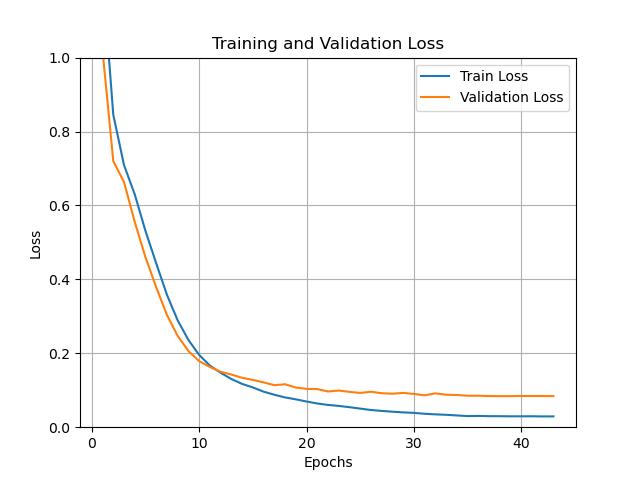 Training and Validation Loss
1.0
0.8
0.6
0.4
0.2
0.0
Loss
Train Loss
Validation Loss
0 10 20 30 40
Epochs